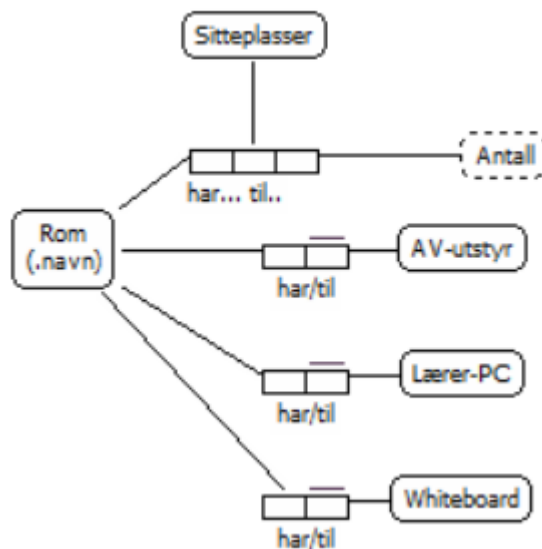 Sitteplasser
Antall
har... til..
Rom
(.navn)
AV-utstyr
har/til
Lærer-PC
har/til
Whiteboard
har/til